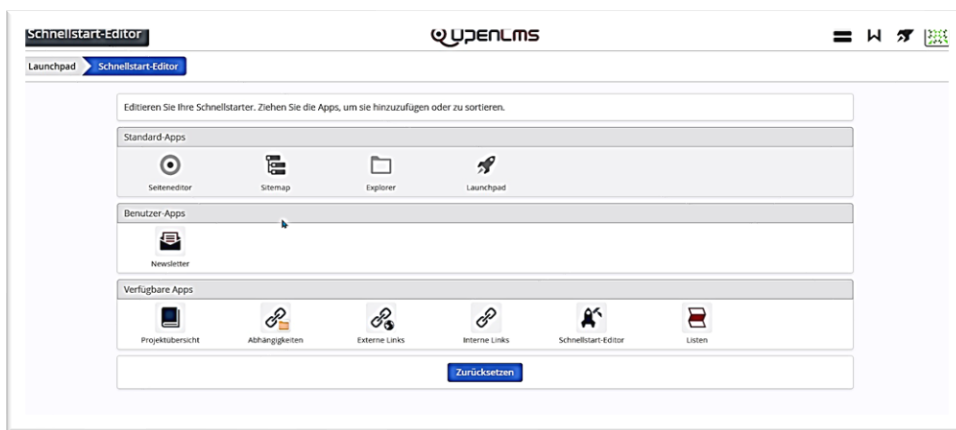 Schnellstart-Editor
OpenCms
Launchpad Schnellstart-Editor
Editieren Sie Ihre Schnellstarter. Ziehen Sie die Apps, um sie hinzuzufügen oder zu sortieren.
Standard-Apps
Seiteneditor Sitemap Explorer Launchpad
Benutzer-Apps
Newsletter
Verfügbare Apps
Projektübersicht Abhängigkeiten Externe Links Interne Links Schnellstart-Editor Listen
Zurücksetzen